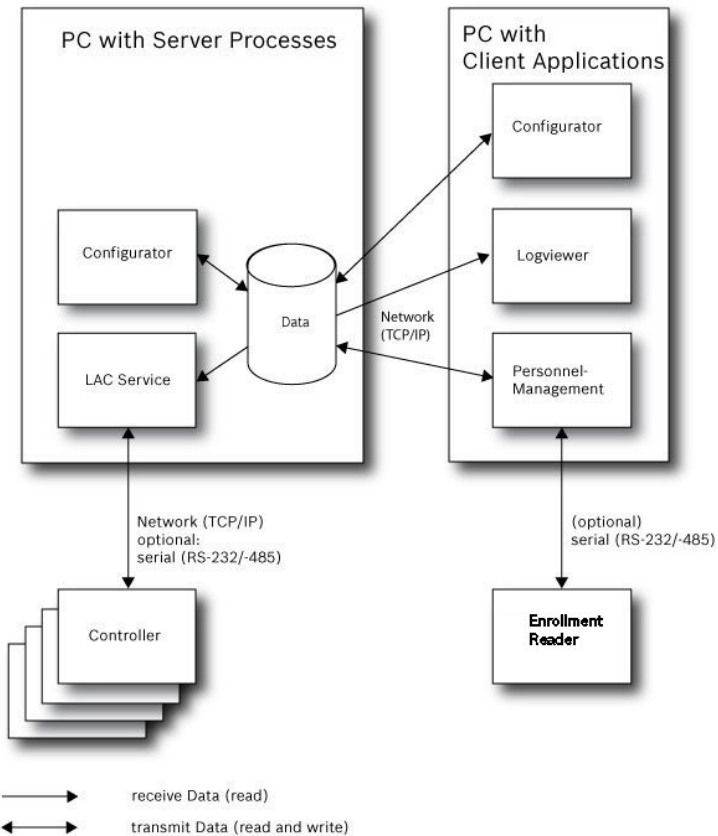 PC with Server Processes
PC with
Client Applications
Configurator
Configurator
Logviewer
Data
Network
(TCP/IP)
LAC Service
Personnel-
Management
Network (TCP/IP)
optional:
serial (RS-232/-485)
(optional)
serial (RS-232/-485)
Controller
Enrollment
Reader
receive Data (read)
transmit Data (read and write)